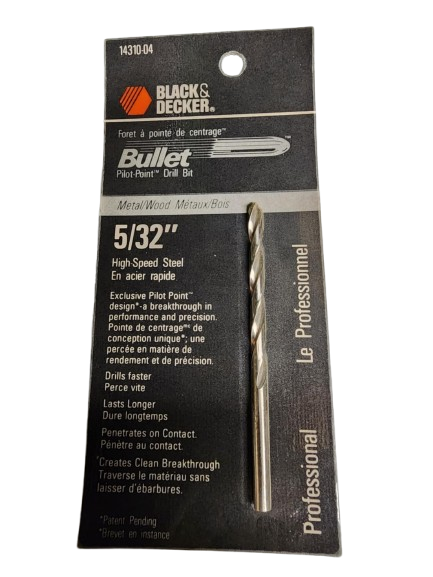 14310-04
BLACK&
DECKER®
Foret à pointe de centrage™
Bullet™
Pilot-Point™ Drill Bit
Metal/Wood Métaux/Bois
5/32"
High-Speed Steel
En acier rapide
Exclusive Pilot Point™
design*-a breakthrough in
performance and precision.
Pointe de centrageᵐᶜ de
conception unique*; une
percée en matière de
rendement et de précision.
Drills faster
Perce vite
Lasts Longer
Dure longtemps
Penetrates on Contact.
Pénètre au contact.
*Creates Clean Breakthrough
Traverse le matériau sans
laisser d'ébarbures.
*Patent Pending
*Brevet en instance
Professional Le Professionnel